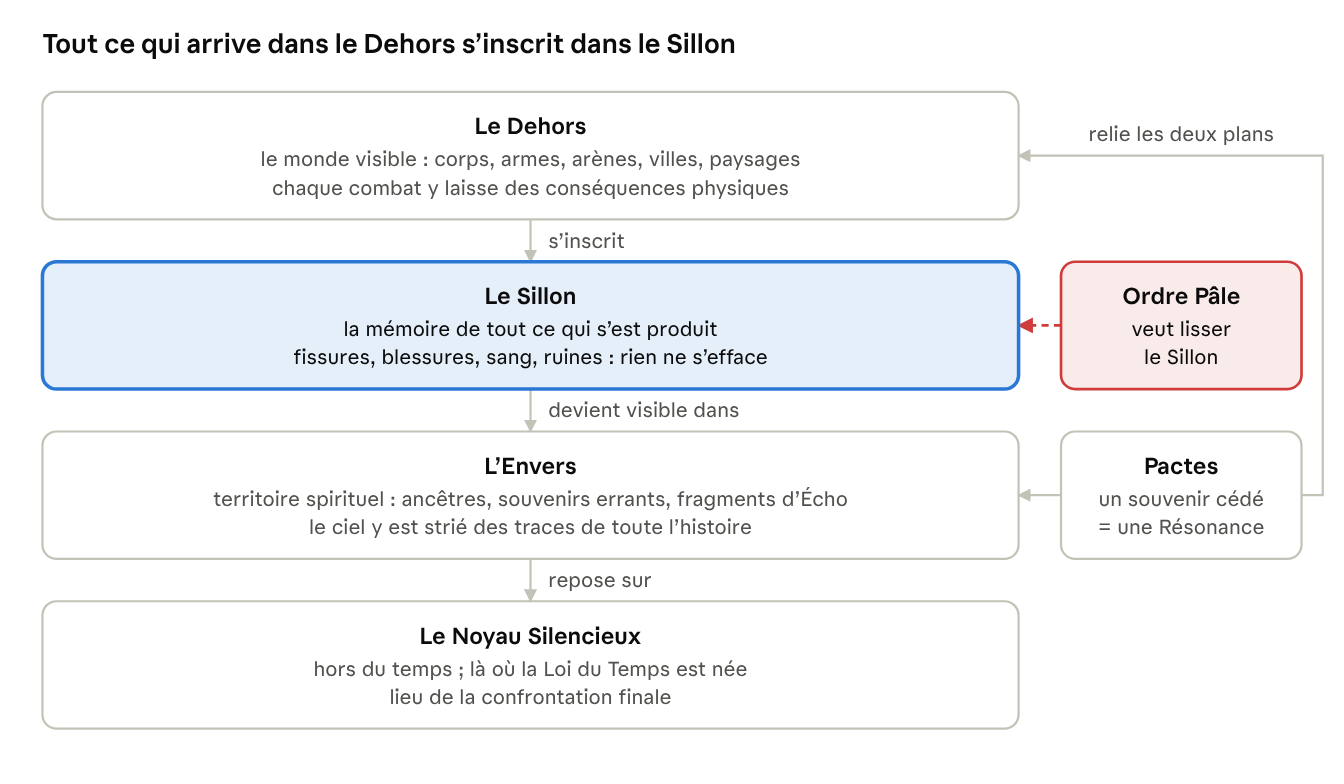 Tout ce qui arrive dans le Dehors s’inscrit dans le Sillon
Le Dehors
le monde visible : corps, armes, arènes, villes, paysages
chaque combat y laisse des conséquences physiques
relie les deux plans
s’inscrit
Le Sillon
la mémoire de tout ce qui s’est produit
fissures, blessures, sang, ruines : rien ne s’efface
Ordre Pâle
veut lisser
le Sillon
devient visible dans
L’Envers
territoire spirituel : ancêtres, souvenirs errants, fragments d’Écho
le ciel y est strié des traces de toute l’histoire
Pactes
un souvenir cédé
= une Résonance
repose sur
Le Noyau Silencieux
hors du temps ; là où la Loi du Temps est née
lieu de la confrontation finale